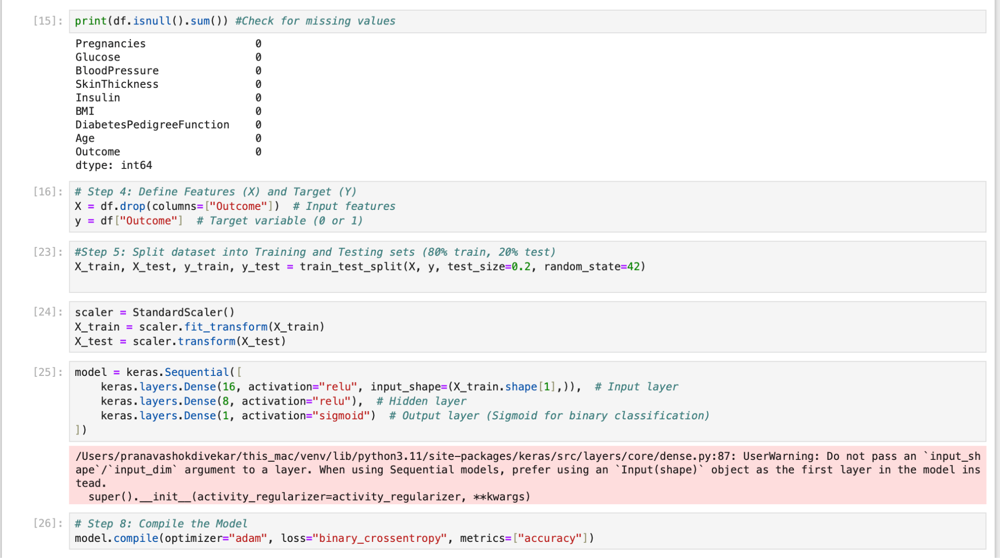 [15]: print(df.isnull().sum()) #Check for missing values
Pregnancies 0
Glucose 0
BloodPressure 0
SkinThickness 0
Insulin 0
BMI 0
DiabetesPedigreeFunction 0
Age 0
Outcome 0
dtype: int64
[16]: # Step 4: Define Features (X) and Target (Y)
X = df.drop(columns=["Outcome"])  # Input features
y = df["Outcome"]  # Target variable (0 or 1)
[23]: #Step 5: Split dataset into Training and Testing sets (80% train, 20% test)
X_train, X_test, y_train, y_test = train_test_split(X, y, test_size=0.2, random_state=42)
[24]: scaler = StandardScaler()
X_train = scaler.fit_transform(X_train)
X_test = scaler.transform(X_test)
[25]: model = keras.Sequential([
    keras.layers.Dense(16, activation="relu", input_shape=(X_train.shape[1],)),  # Input layer
    keras.layers.Dense(8, activation="relu"),  # Hidden layer
    keras.layers.Dense(1, activation="sigmoid")  # Output layer (Sigmoid for binary classification)
])
/Users/pranavashokdivekar/this_mac/venv/lib/python3.11/site-packages/keras/src/layers/core/dense.py:87: UserWarning: Do not pass an `input_sh
ape`/`input_dim` argument to a layer. When using Sequential models, prefer using an `Input(shape)` object as the first layer in the model ins
tead.
  super().__init__(activity_regularizer=activity_regularizer, **kwargs)
[26]: # Step 8: Compile the Model
model.compile(optimizer="adam", loss="binary_crossentropy", metrics=["accuracy"])